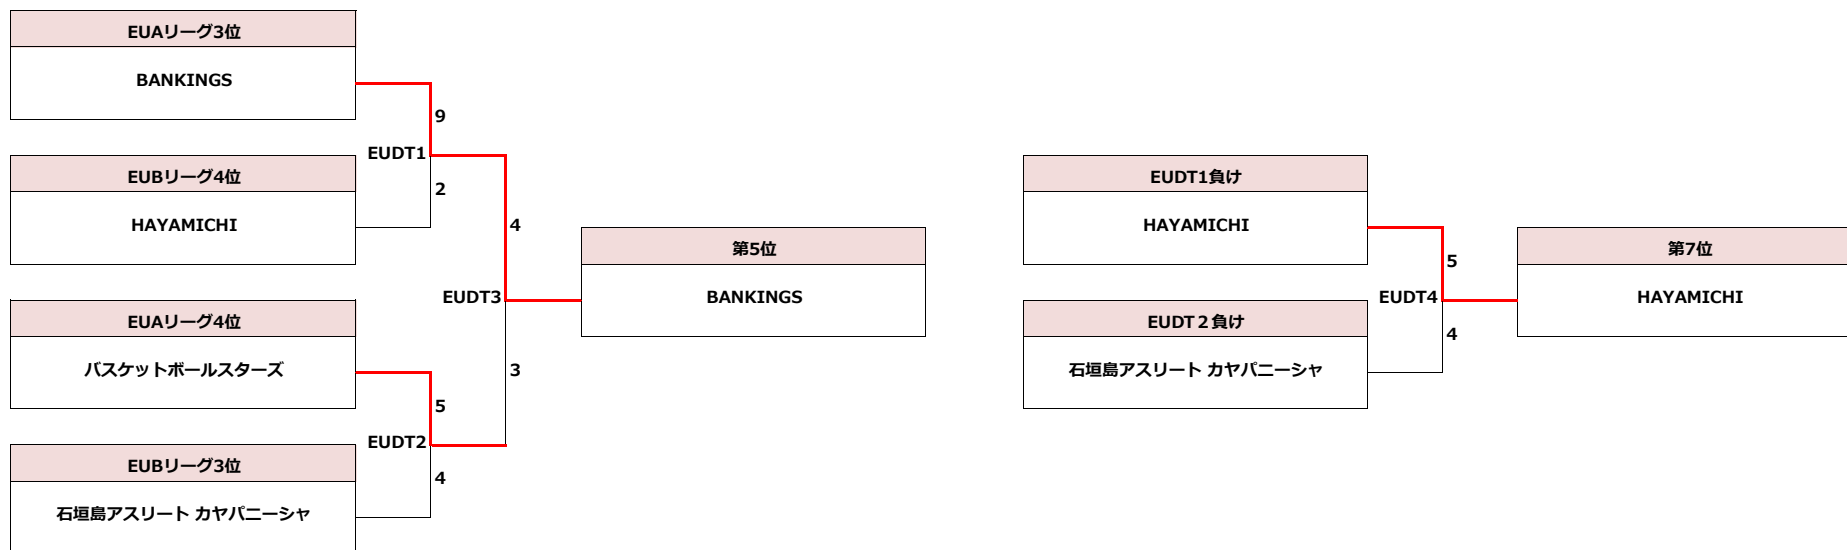 EUAリーグ3位
BANKINGS
9
EUDT1
EUBリーグ4位
2
HAYAMICHI
4
第5位
EUDT3
BANKINGS
EUAリーグ4位
バスケットボールスターズ
3
5
EUDT2
EUBリーグ3位
4
石垣島アスリート カヤパニーシャ
EUDT1負け
HAYAMICHI
5
第7位
EUDT4
HAYAMICHI
EUDT２負け
4
石垣島アスリート カヤパニーシャ